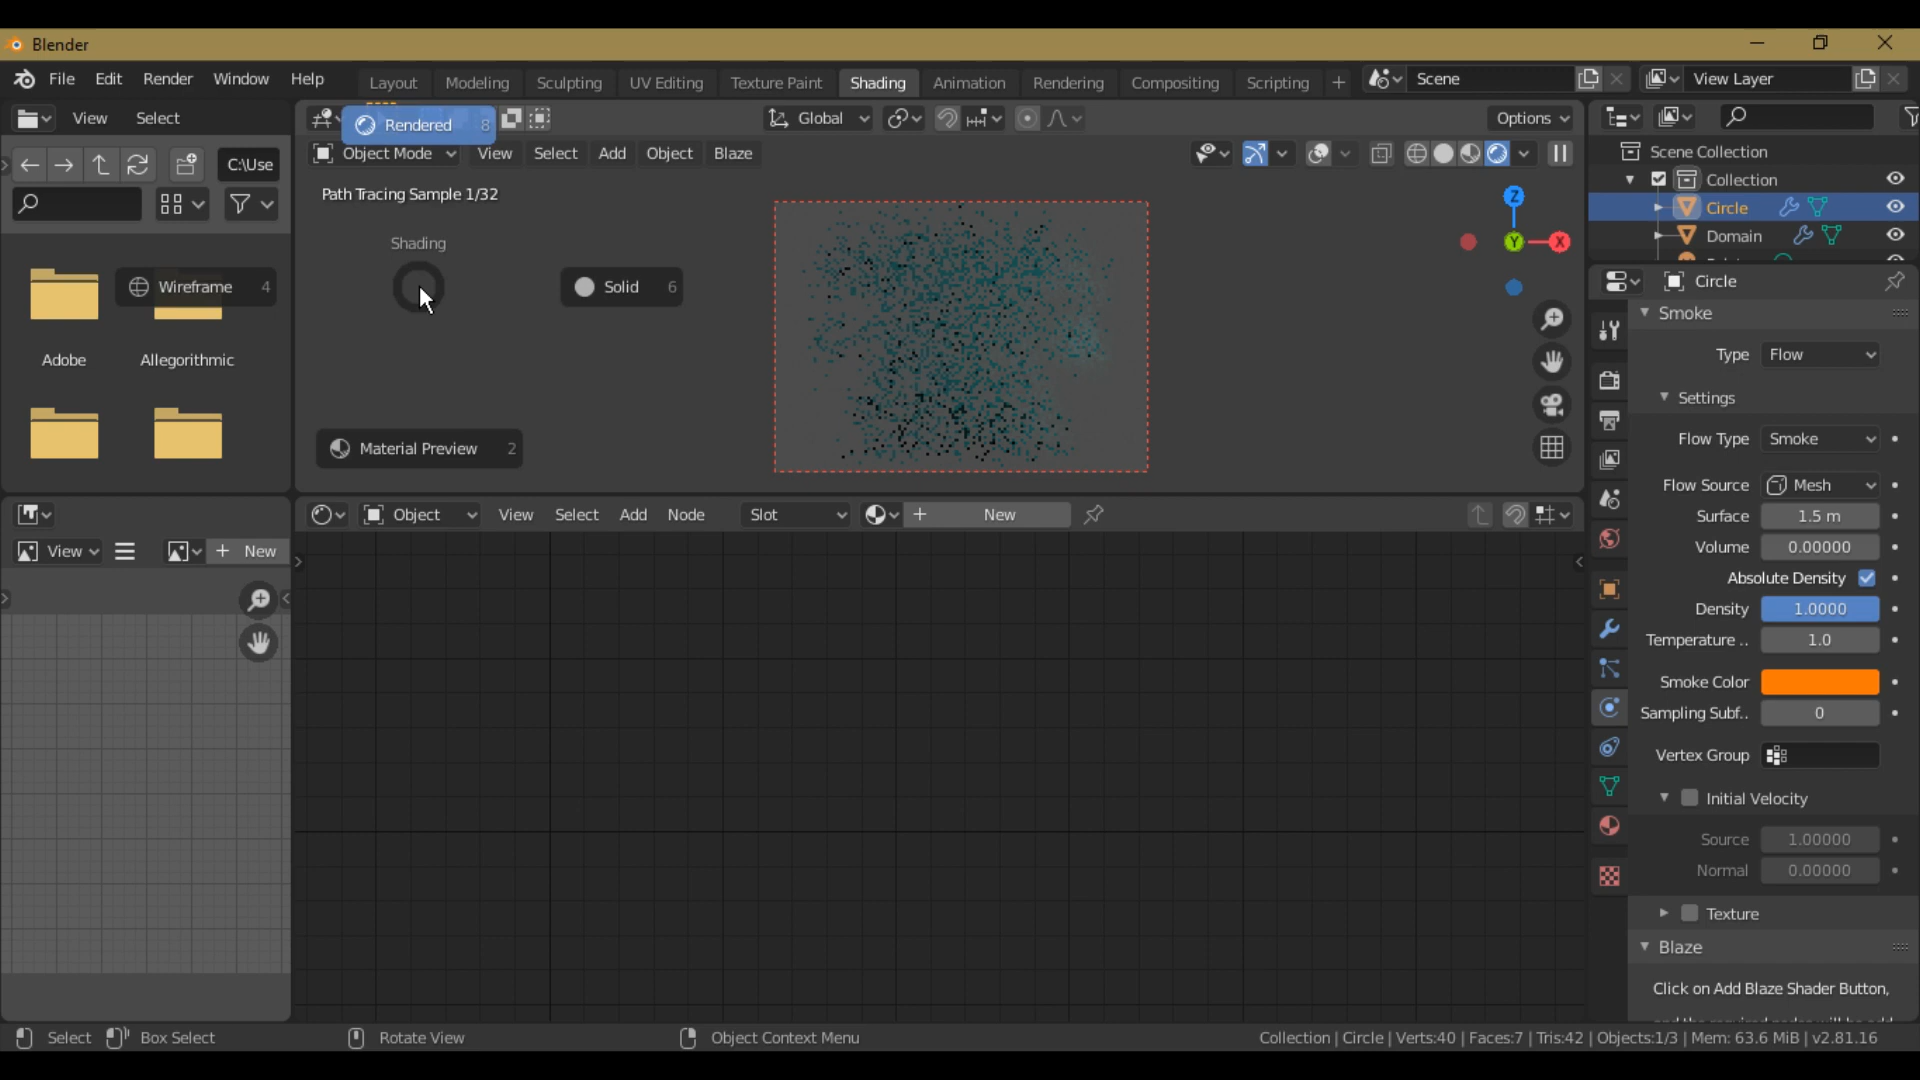 Blender
File Edit Render Window Help Layout Modeling Sculpting UV Editing Texture Paint Shading Animation Rendering Compositing Scripting + Scene View Layer
View Select
Rendered 8 Global Options
C:\Use Object Mode View Select Add Object Blaze
Scene Collection
Collection
Circle
Domain
Path Tracing Sample 1/32
Z
Y X
Shading
Wireframe 4
Solid 6
Adobe Allegorithmic
Material Preview 2
Circle
Smoke
Type Flow
Settings
Flow Type Smoke
Flow Source Mesh
Surface 1.5 m
Volume 0.00000
Absolute Density
Density 1.0000
Temperature .. 1.0
Smoke Color
Sampling Subf.. 0
Vertex Group
Initial Velocity
Source 1.00000
Normal 0.00000
Texture
Blaze
Click on Add Blaze Shader Button,
Object View Select Add Node Slot + New
View + New
Select Box Select Rotate View Object Context Menu Collection | Circle | Verts:40 | Faces:7 | Tris:42 | Objects:1/3 | Mem: 63.6 MiB | v2.81.16